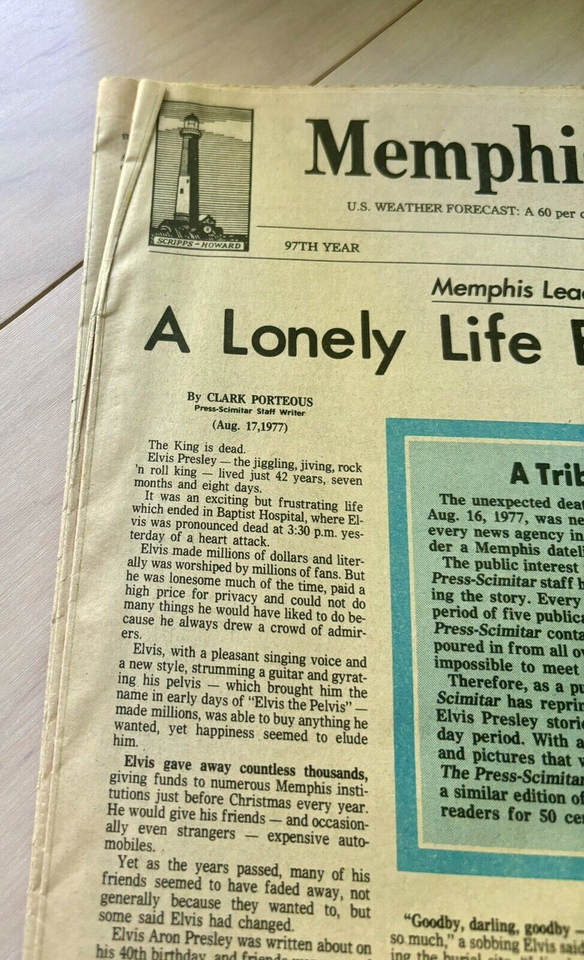 SCRIPPS - HOWARD
Memphi
U.S. WEATHER FORECAST: A 60 per
97TH YEAR
Memphis Lea
A Lonely Life
By CLARK PORTEOUS
Press-Scimitar Staff Writer
(Aug. 17,1977)
The King is dead.
Elvis Presley — the jiggling, jiving, rock
'n roll king — lived just 42 years, seven
months and eight days.
It was an exciting but frustrating life
which ended in Baptist Hospital, where El-
vis was pronounced dead at 3:30 p.m. yes-
terday of a heart attack.
Elvis made millions of dollars and liter-
ally was worshiped by millions of fans. But
he was lonesome much of the time, paid a
high price for privacy and could not do
many things he would have liked to do be-
cause he always drew a crowd of admir-
ers.
Elvis, with a pleasant singing voice and
a new style, strumming a guitar and gyrat-
ing his pelvis — which brought him the
name in early days of "Elvis the Pelvis" —
made millions, was able to buy anything he
wanted, yet happiness seemed to elude
him.
Elvis gave away countless thousands,
giving funds to numerous Memphis insti-
tutions just before Christmas every year.
He would give his friends — and occasion-
ally even strangers — expensive auto-
mobiles.
Yet as the years passed, many of his
friends seemed to have faded away, not
generally because they wanted to, but
some said Elvis had changed.
Elvis Aron Presley was written about on
his 40th birthday, and
A Trib
The unexpected deat
Aug. 16, 1977, was ne
every news agency in
der a Memphis datel
The public interest
Press-Scimitar staff h
ing the story. Every
period of five publica
Press-Scimitar conta
poured in from all ov
impossible to meet
Therefore, as a pu
Scimitar has reprin
Elvis Presley storie
day period. With a
and pictures that
The Press-Scimitar
a similar edition of
readers for 50 cen
"Goodby, darling, goodby —
so much," a sobbing Elvis said
ing the burial